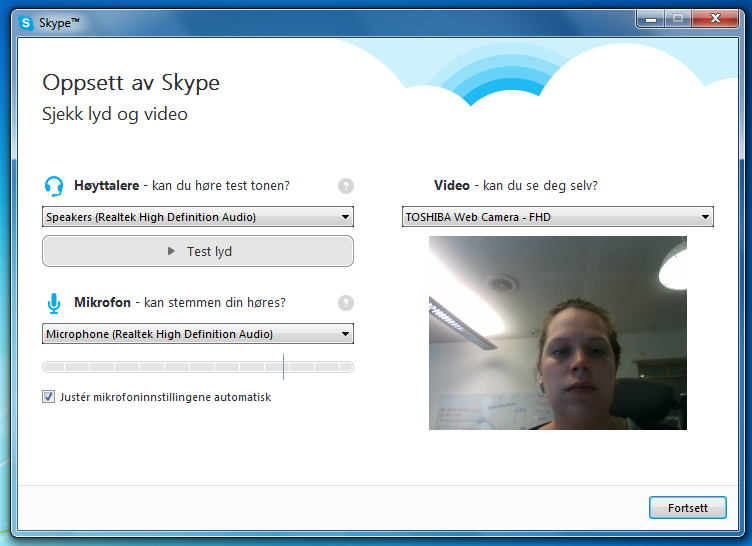 Skype™
Oppsett av Skype
Sjekk lyd og video
Høyttalere - kan du høre test tonen?
?
Speakers (Realtek High Definition Audio)
Test lyd
Mikrofon - kan stemmen din høres?
?
Microphone (Realtek High Definition Audio)
Justér mikrofoninnstillingene automatisk
Video - kan du se deg selv?
TOSHIBA Web Camera - FHD
Fortsett